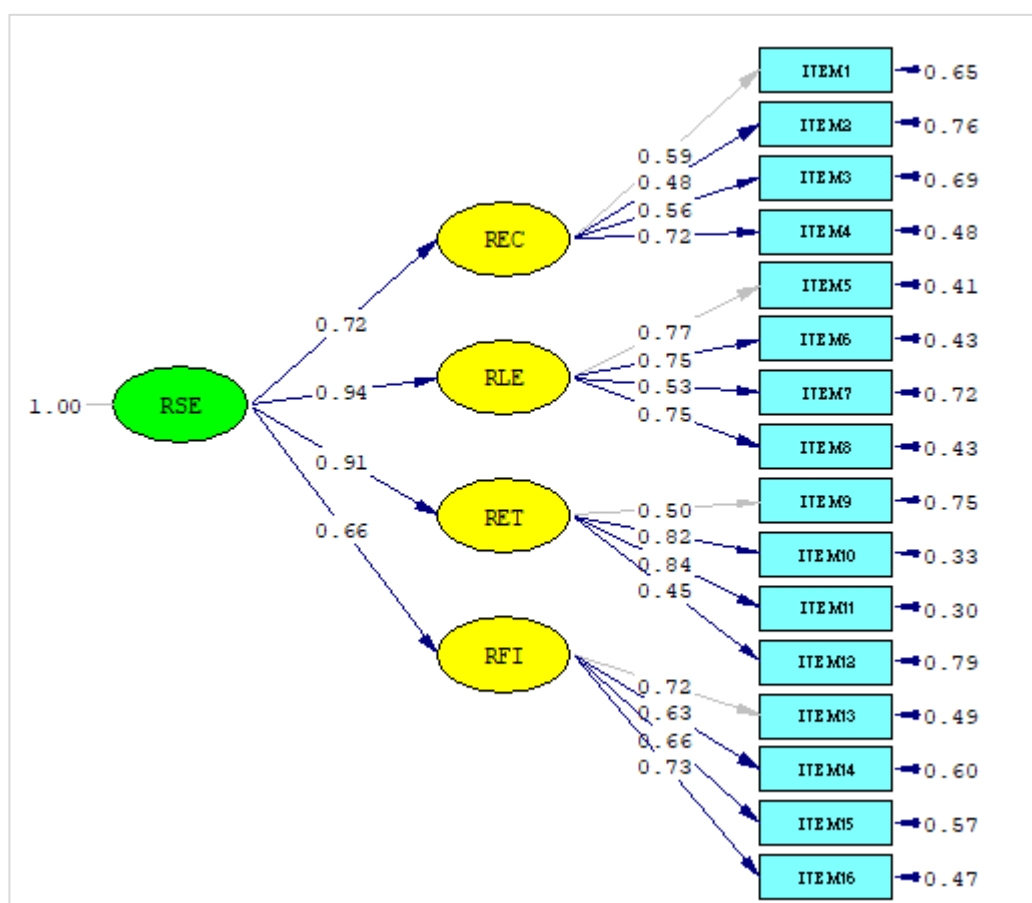 ITEM1 0.65
ITEM2 0.76
0.59
0.48
ITEM3 0.69
0.56
0.72
ITEM4 0.48
REC
ITEM5 0.41
0.72
0.77
ITEM6 0.43
0.75
RLE
0.94
0.53
ITEM7 0.72
0.75
1.00
RSE
ITEM8 0.43
0.91
ITEM9 0.75
0.50
RET
0.66
0.82
ITEM10 0.33
0.84
0.45
ITEM11 0.30
RFI
ITEM12 0.79
0.72
0.63
ITEM13 0.49
0.66
0.73
ITEM14 0.60
ITEM15 0.57
ITEM16 0.47